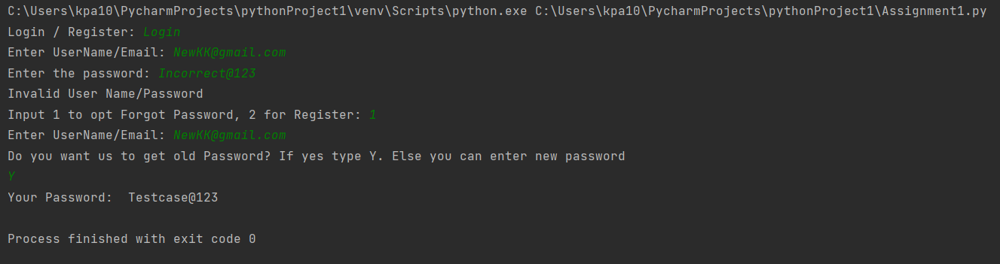 C:\Users\kpa10\PycharmProjects\pythonProject1\venv\Scripts\python.exe C:\Users\kpa10\PycharmProjects\pythonProject1\Assignment1.py
Login / Register: Login
Enter UserName/Email: NewKK@gmail.com
Enter the password: Incorrect@123
Invalid User Name/Password
Input 1 to opt Forgot Password, 2 for Register: 1
Enter UserName/Email: NewKK@gmail.com
Do you want us to get old Password? If yes type Y. Else you can enter new password
Y
Your Password:  Testcase@123
Process finished with exit code 0